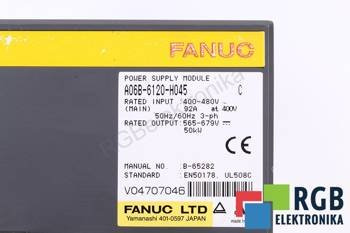 FANUC
POWER SUPPLY MODULE
A06B-6120-H045 C
RATED INPUT : 400-480V
(MAIN) 92A at 400V
50Hz/60Hz 3-ph
RATED OUTPUT : 565-679V
50kW
MANUAL NO. : B-65282
STANDARD : EN50178, UL508C
V04707046
FANUC LTD
Yamanashi 401-0597 JAPAN
RGB Elektronika
RGB
ELEKTRONIKA